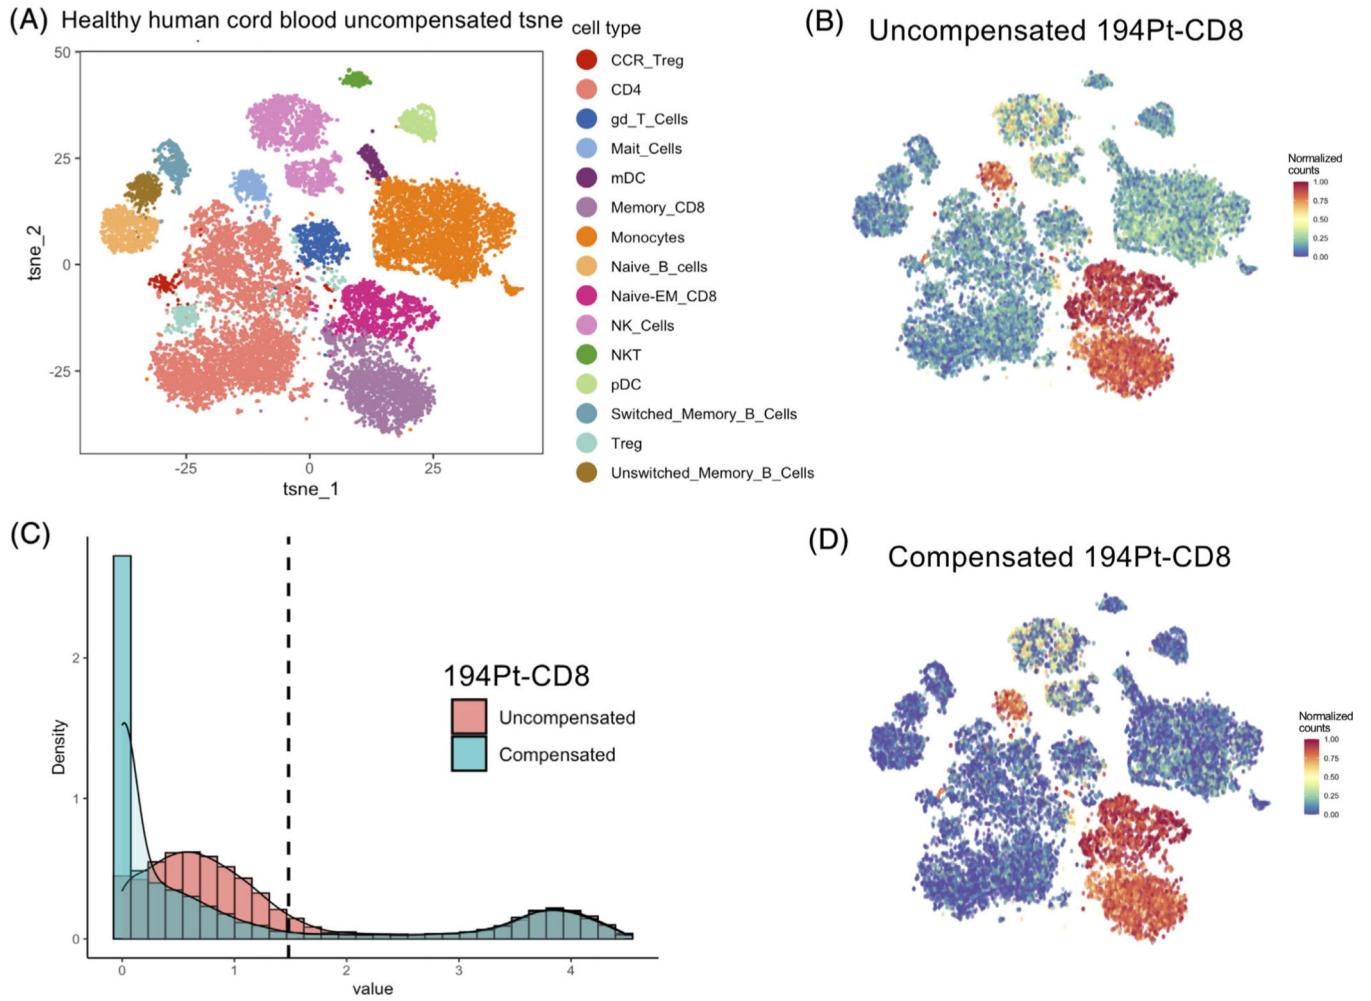 (A) Healthy human cord blood uncompensated tsne
50
25
0
-25
tsne_2
-25 0 25
tsne_1
cell type
CCR_Treg
CD4
gd_T_Cells
Mait_Cells
mDC
Memory_CD8
Monocytes
Naive_B_cells
Naive-EM_CD8
NK_Cells
NKT
pDC
Switched_Memory_B_Cells
Treg
Unswitched_Memory_B_Cells
(B) Uncompensated 194Pt-CD8
Normalized
counts
1.00
0.75
0.50
0.25
0.00
(C)
2
1
0
Density
0 1 2 3 4
value
194Pt-CD8
Uncompensated
Compensated
(D) Compensated 194Pt-CD8
Normalized
counts
1.00
0.75
0.50
0.25
0.00